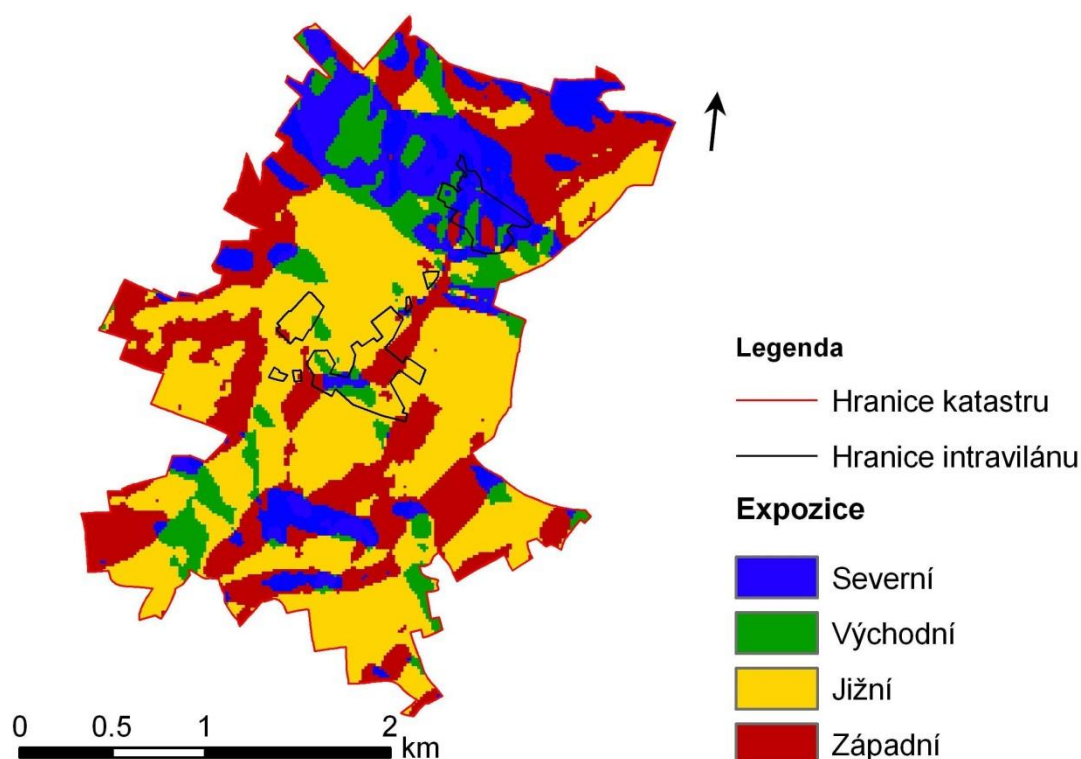 Legenda
Hranice katastru
Hranice intravilánu
Expozice
Severní
Východní
Jižní
Západní
0 0.5 1 2
km